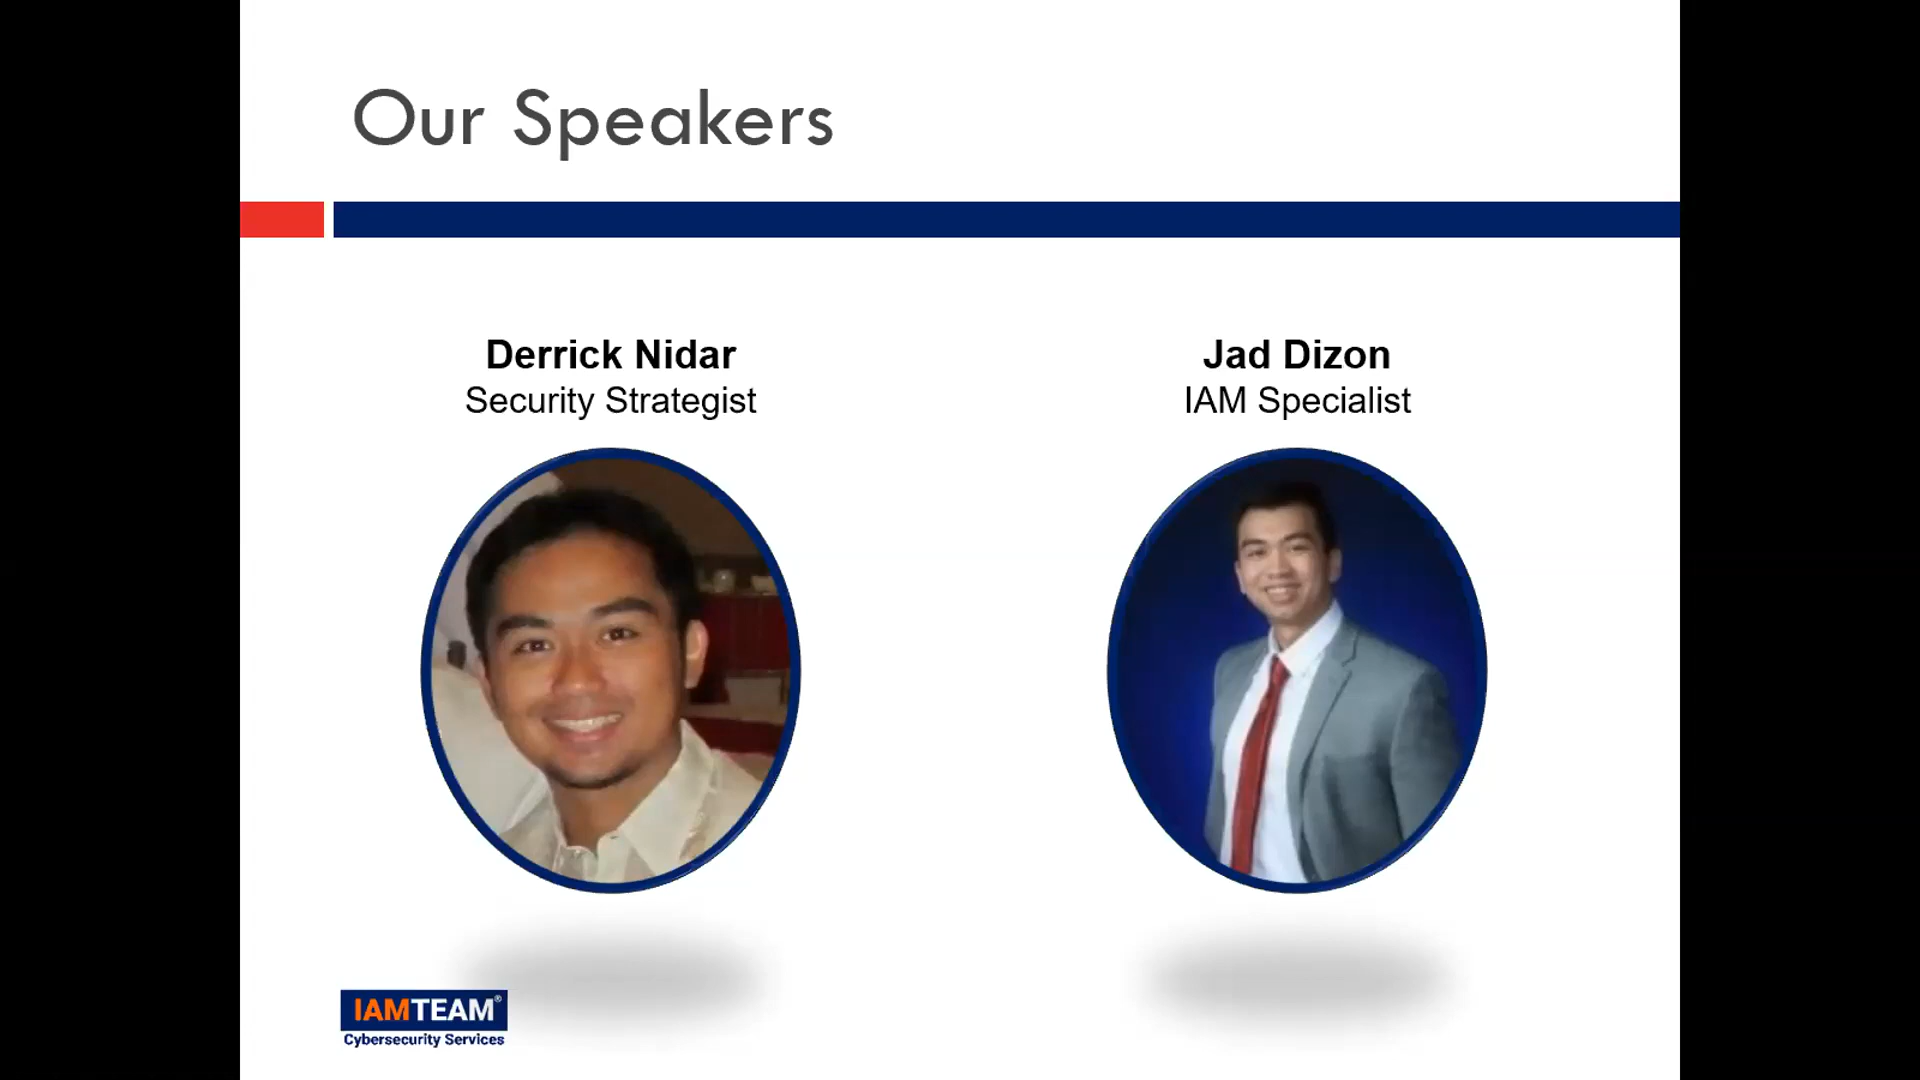 Our Speakers
Derrick Nidar
Security Strategist
Jad Dizon
IAM Specialist
IAMTEAM®
Cybersecurity Services